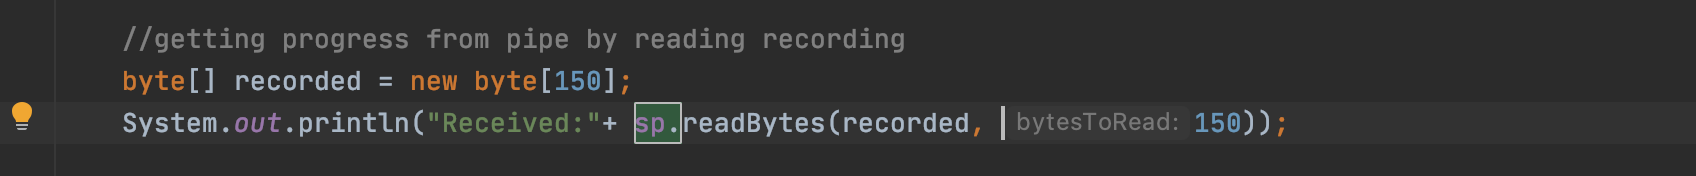 //getting progress from pipe by reading recording
byte[] recorded = new byte[150];
System.out.println("Received:"+ sp.readBytes(recorded, bytesToRead: 150));